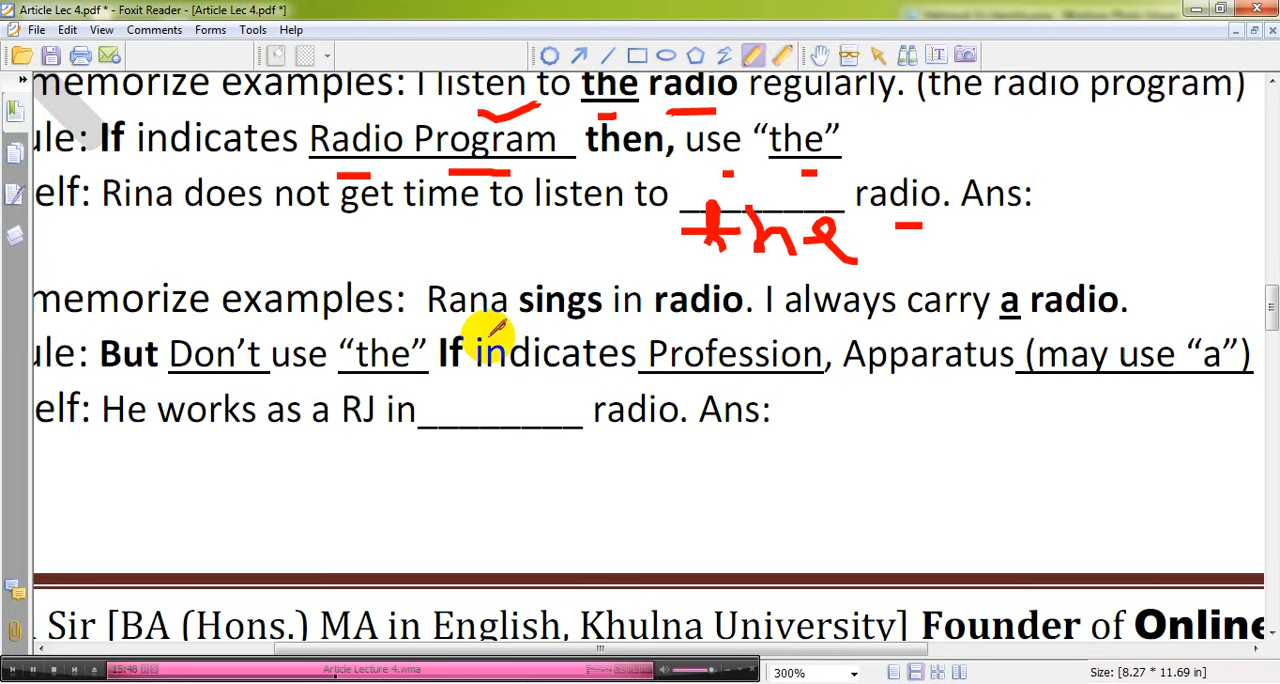 Article Lec 4.pdf * - Foxit Reader - [Article Lec 4.pdf *]
File Edit View Comments Forms Tools Help
memorize examples: I listen to the radio regularly. (the radio program)
ule: If indicates Radio Program then, use “the”
elf: Rina does not get time to listen to ________ radio. Ans:
the
memorize examples: Rana sings in radio. I always carry a radio.
ule: But Don’t use “the” If indicates Profession, Apparatus (may use “a”)
elf: He works as a RJ in________ radio. Ans:
Sir [BA (Hons.) MA in English, Khulna University] Founder of Online
15:48 Article Lecture 4.wma 300% Size: [8.27 * 11.69 in]